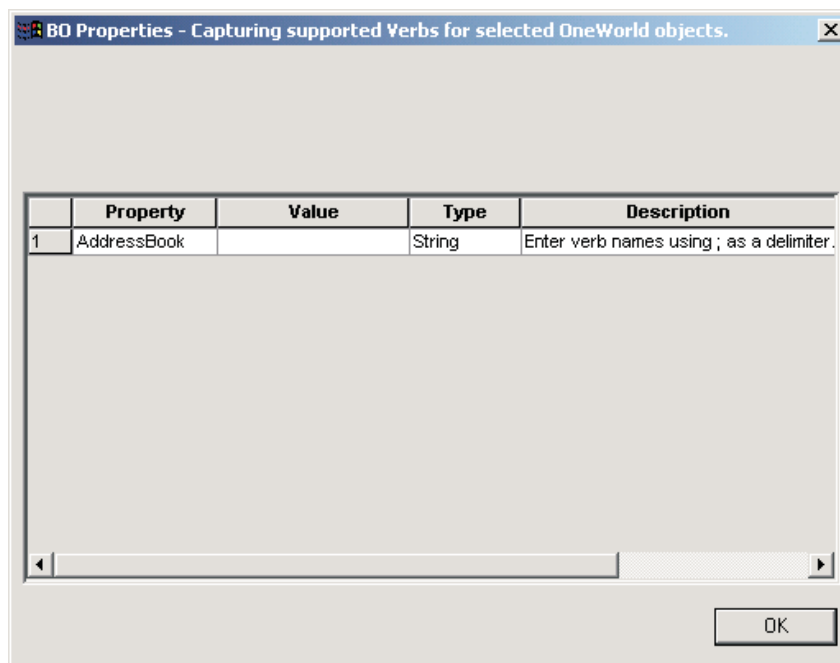 BO Properties - Capturing supported Verbs for selected OneWorld objects.
Property Value Type Description
1 AddressBook String Enter verb names using ; as a delimiter.
OK